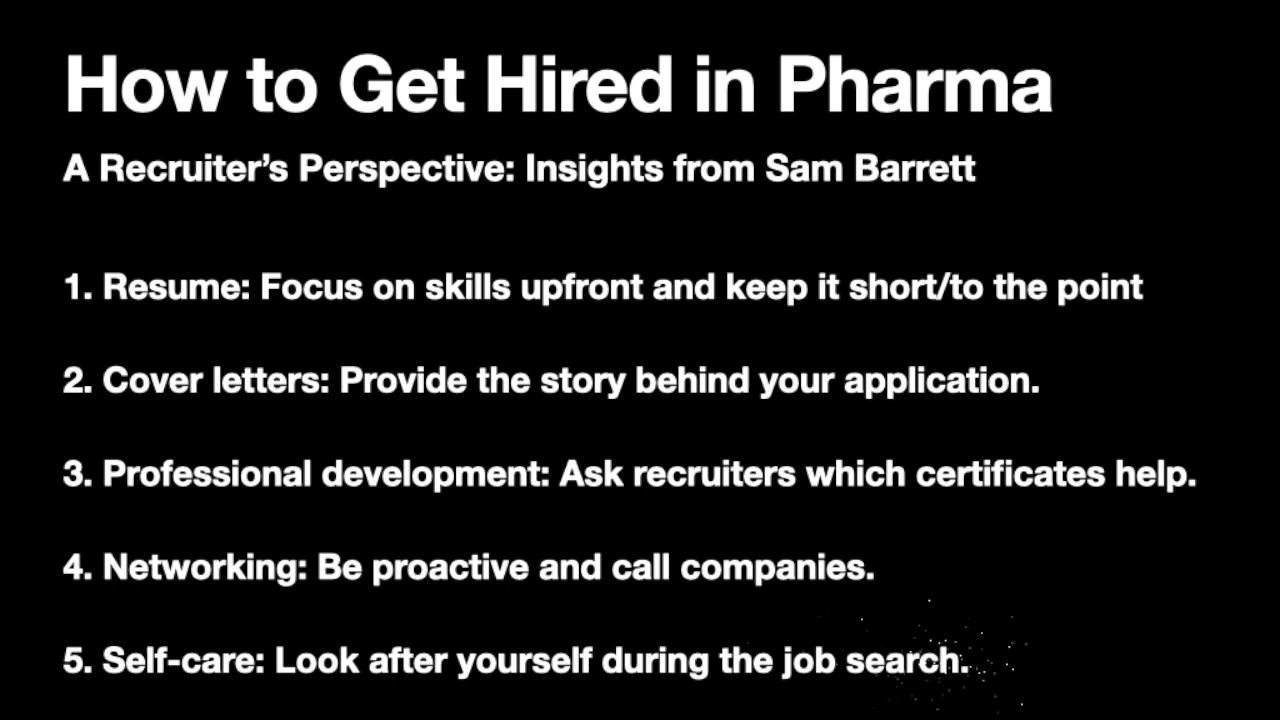 How to Get Hired in Pharma
A Recruiter’s Perspective: Insights from Sam Barrett
1. Resume: Focus on skills upfront and keep it short/to the point
2. Cover letters: Provide the story behind your application.
3. Professional development: Ask recruiters which certificates help.
4. Networking: Be proactive and call companies.
5. Self-care: Look after yourself during the job search.